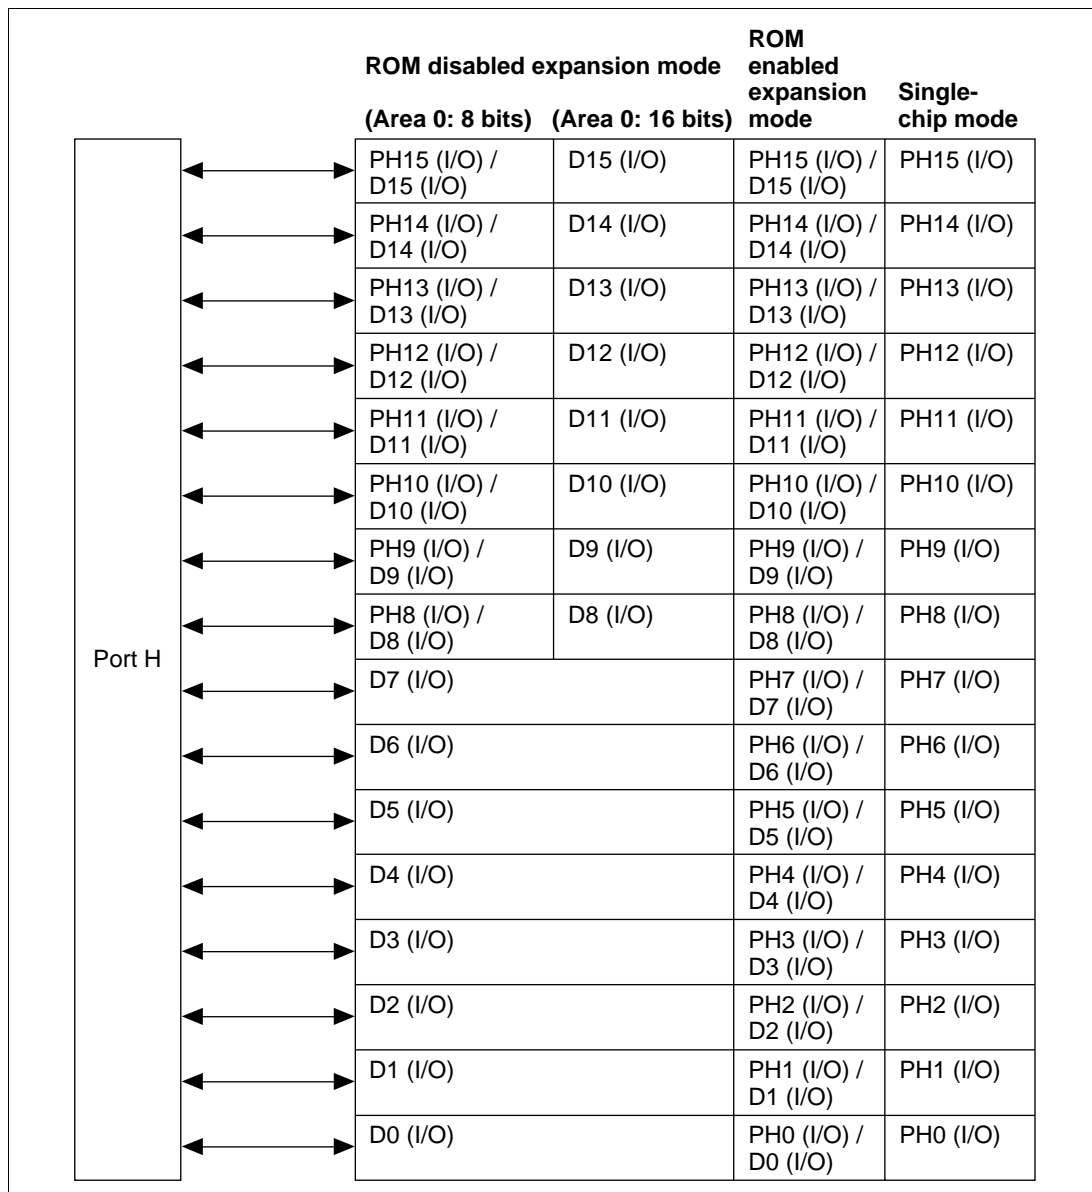 ROM disabled expansion mode
(Area 0: 8 bits) (Area 0: 16 bits)
ROM
enabled
expansion
mode
Single-
chip mode
Port H
PH15 (I/O) /
D15 (I/O)
D15 (I/O)
PH15 (I/O) /
D15 (I/O)
PH15 (I/O)
PH14 (I/O) /
D14 (I/O)
D14 (I/O)
PH14 (I/O) /
D14 (I/O)
PH14 (I/O)
PH13 (I/O) /
D13 (I/O)
D13 (I/O)
PH13 (I/O) /
D13 (I/O)
PH13 (I/O)
PH12 (I/O) /
D12 (I/O)
D12 (I/O)
PH12 (I/O) /
D12 (I/O)
PH12 (I/O)
PH11 (I/O) /
D11 (I/O)
D11 (I/O)
PH11 (I/O) /
D11 (I/O)
PH11 (I/O)
PH10 (I/O) /
D10 (I/O)
D10 (I/O)
PH10 (I/O) /
D10 (I/O)
PH10 (I/O)
PH9 (I/O) /
D9 (I/O)
D9 (I/O)
PH9 (I/O) /
D9 (I/O)
PH9 (I/O)
PH8 (I/O) /
D8 (I/O)
D8 (I/O)
PH8 (I/O) /
D8 (I/O)
PH8 (I/O)
D7 (I/O)
PH7 (I/O) /
D7 (I/O)
PH7 (I/O)
D6 (I/O)
PH6 (I/O) /
D6 (I/O)
PH6 (I/O)
D5 (I/O)
PH5 (I/O) /
D5 (I/O)
PH5 (I/O)
D4 (I/O)
PH4 (I/O) /
D4 (I/O)
PH4 (I/O)
D3 (I/O)
PH3 (I/O) /
D3 (I/O)
PH3 (I/O)
D2 (I/O)
PH2 (I/O) /
D2 (I/O)
PH2 (I/O)
D1 (I/O)
PH1 (I/O) /
D1 (I/O)
PH1 (I/O)
D0 (I/O)
PH0 (I/O) /
D0 (I/O)
PH0 (I/O)